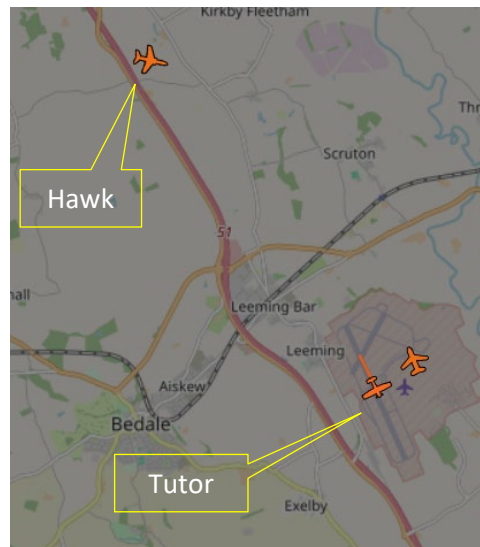 Kirkby Fleetham
Thr
Hawk
Scruton
51
hall
Leeming Bar
Leeming
Aiskew
Bedale
Tutor
Exelby